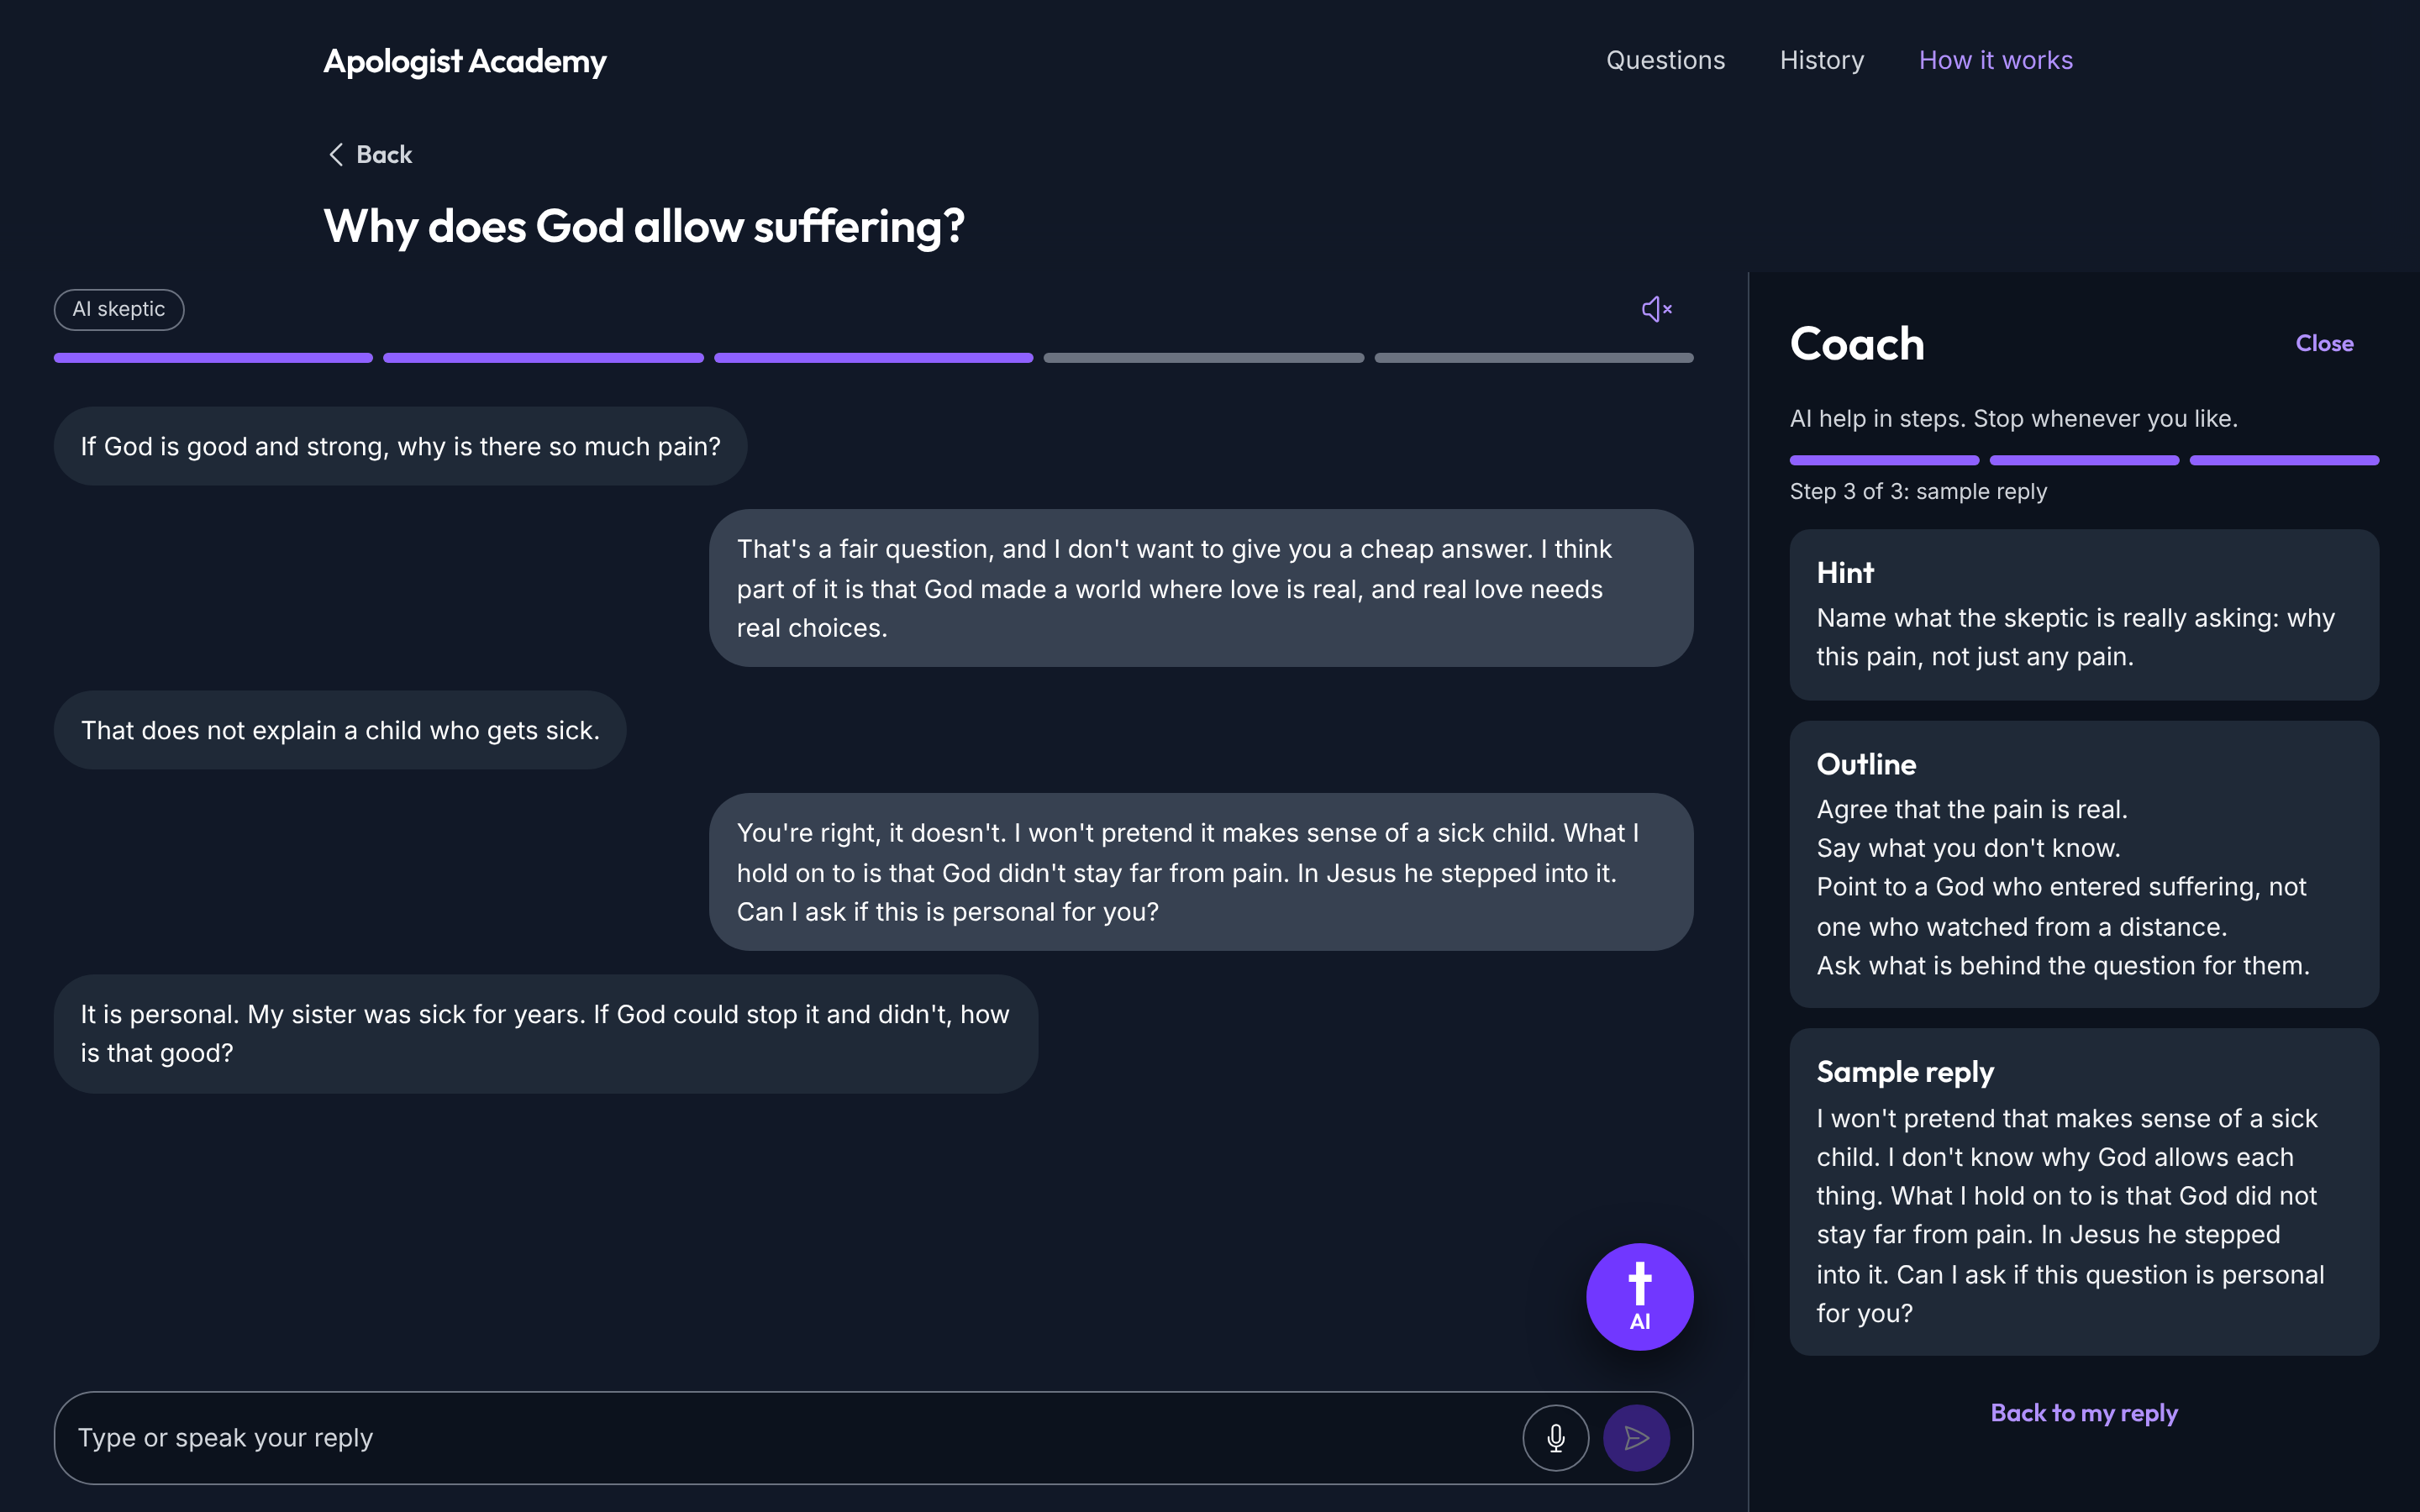 Apologist Academy
Questions
History
How it works
Back
Why does God allow suffering?
AI skeptic
If God is good and strong, why is there so much pain?
That's a fair question, and I don't want to give you a cheap answer. I think
part of it is that God made a world where love is real, and real love needs
real choices.
That does not explain a child who gets sick.
You're right, it doesn't. I won't pretend it makes sense of a sick child. What I
hold on to is that God didn't stay far from pain. In Jesus he stepped into it.
Can I ask if this is personal for you?
It is personal. My sister was sick for years. If God could stop it and didn't, how
is that good?
AI
Type or speak your reply
Coach
Close
AI help in steps. Stop whenever you like.
Step 3 of 3: sample reply
Hint
Name what the skeptic is really asking: why
this pain, not just any pain.
Outline
Agree that the pain is real.
Say what you don't know.
Point to a God who entered suffering, not
one who watched from a distance.
Ask what is behind the question for them.
Sample reply
I won't pretend that makes sense of a sick
child. I don't know why God allows each
thing. What I hold on to is that God did not
stay far from pain. In Jesus he stepped
into it. Can I ask if this question is personal
for you?
Back to my reply